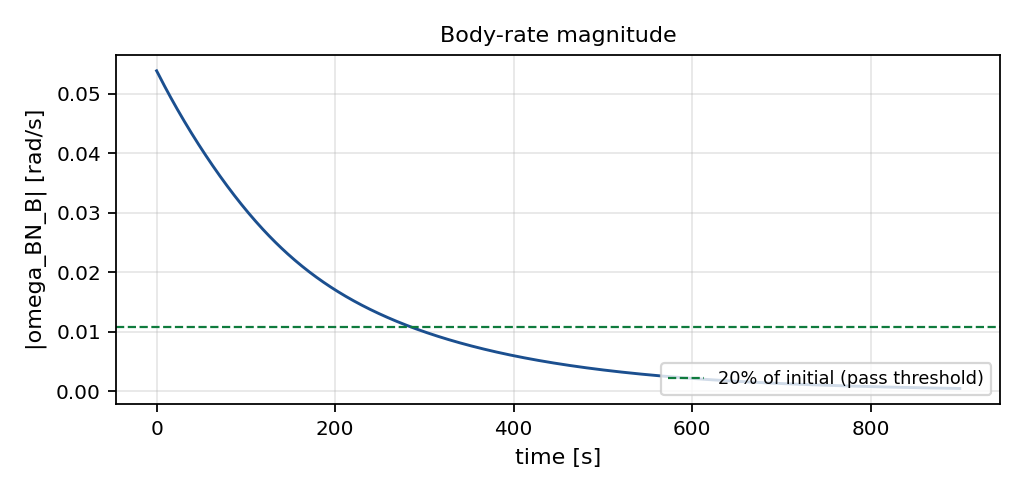 Body-rate magnitude
|omega_BN_B| [rad/s]
0.05
0.04
0.03
0.02
0.01
0.00
20% of initial (pass threshold)
0
200
400
600
800
time [s]